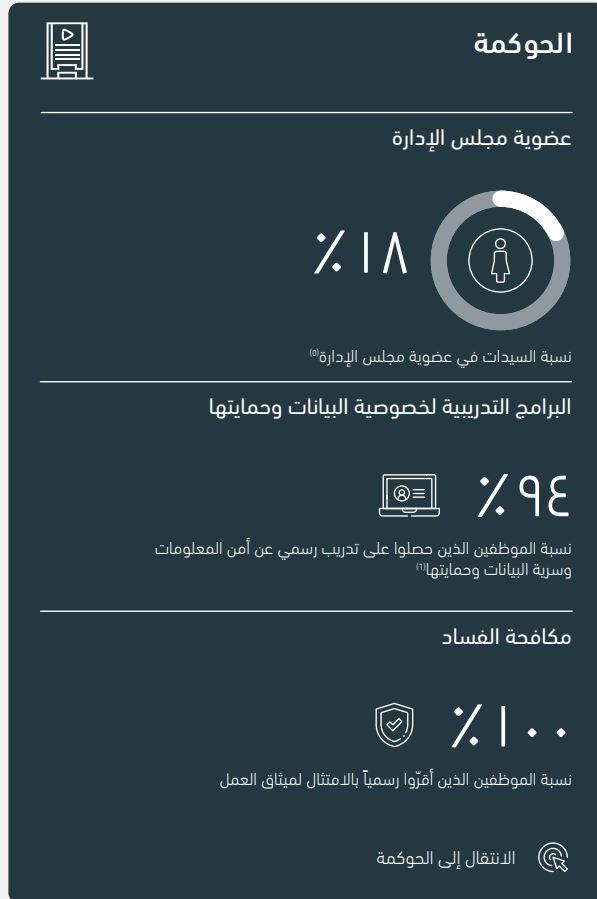 الحوكمة
عضوية مجلس الإدارة
١٨٪
نسبة السيدات في عضوية مجلس الإدارة(٥)
البرامج التدريبية لخصوصية البيانات وحمايتها
٩٤٪
نسبة الموظفين الذين حصلوا على تدريب رسمي عن أمن المعلومات
وسرية البيانات وحمايتها(٦)
مكافحة الفساد
١٠٠٪
نسبة الموظفين الذين أقرّوا رسمياً بالامتثال لميثاق العمل
الانتقال إلى الحوكمة